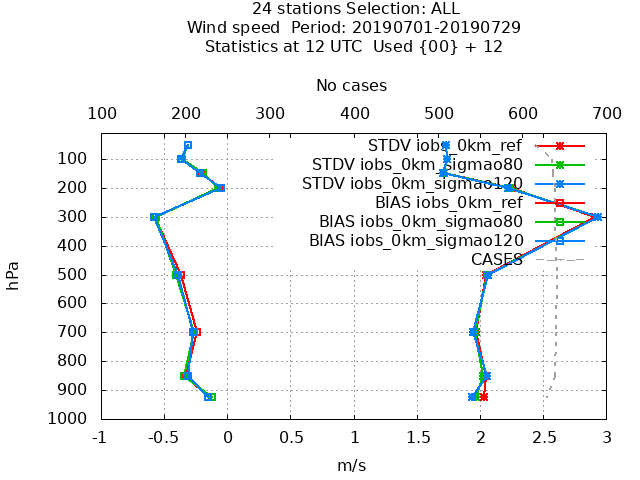 24 stations Selection: ALL
Wind speed  Period: 20190701-20190729
Statistics at 12 UTC  Used {00} + 12
No cases
100 200 300 400 500 600 700
STDV iobs_0km_ref
STDV iobs_0km_sigmao80
STDV iobs_0km_sigmao120
BIAS iobs_0km_ref
BIAS iobs_0km_sigmao80
BIAS iobs_0km_sigmao120
CASES
hPa
100
200
300
400
500
600
700
800
900
1000
-1 -0.5 0 0.5 1 1.5 2 2.5 3
m/s